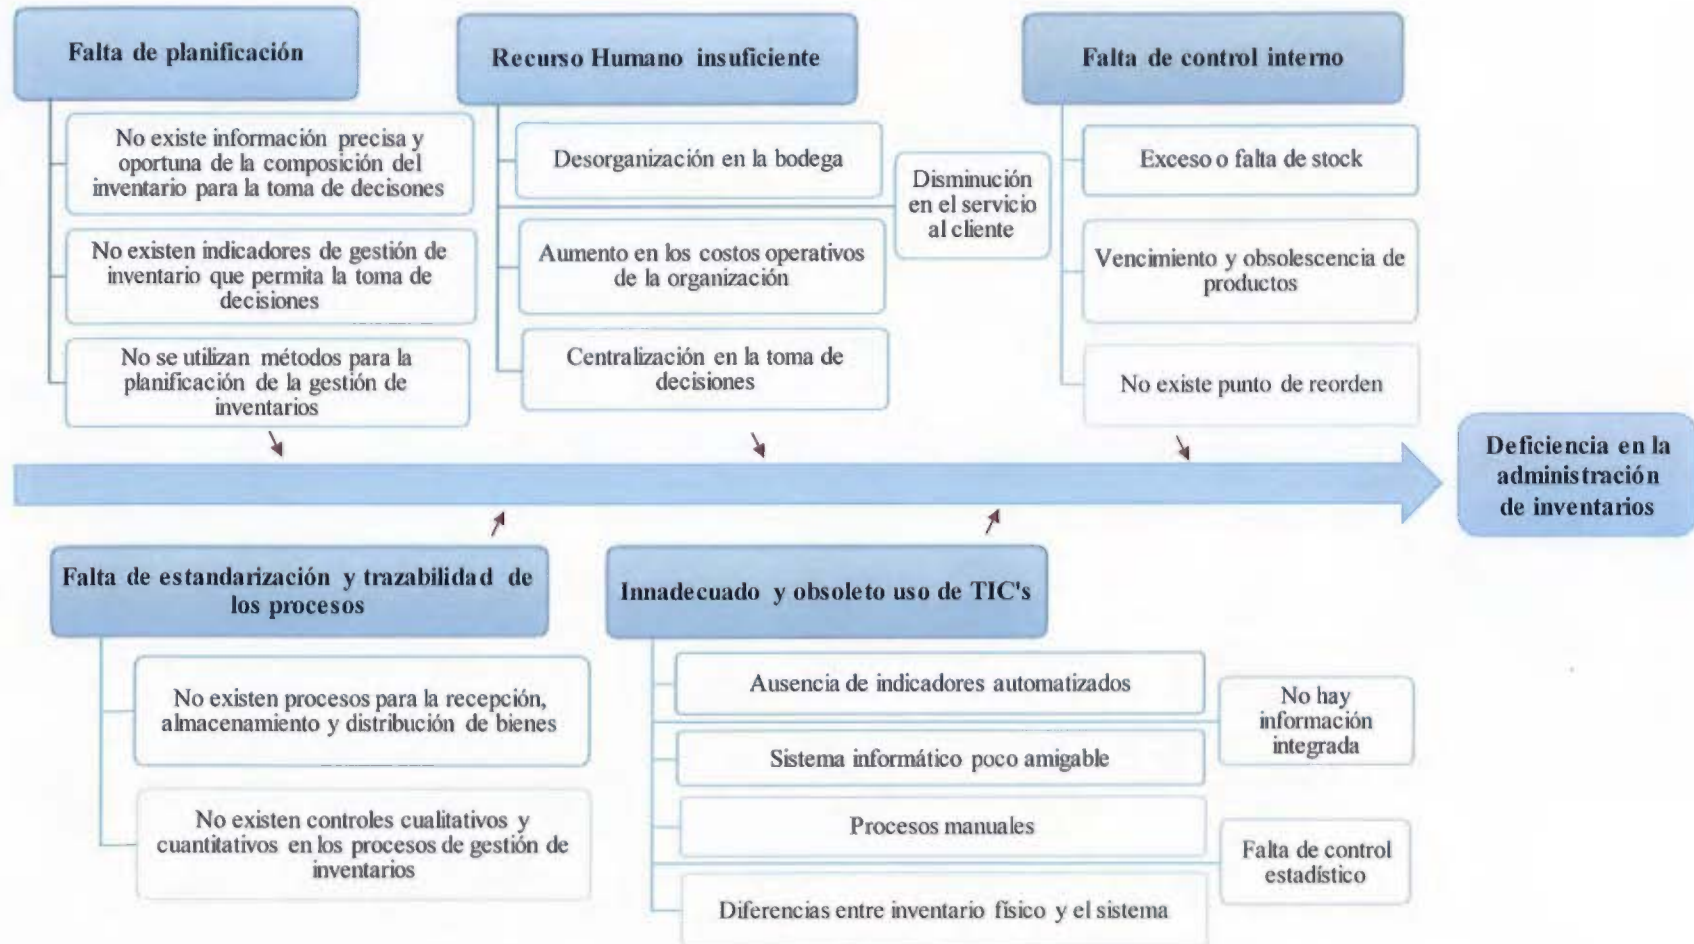 Falta de planificación
No existe información precisa y
oportuna de la composición del
inventario para la toma de decisones
No existen indicadores de gestión de
inventario que permita la toma de
decisiones
No se utilizan métodos para la
planificación de la gestión de
inventarios
Recurso Humano insuficiente
Desorganización en la bodega
Disminución
en el servicio
al cliente
Aumento en los costos operativos
de la organización
Centralización en la toma de
decisiones
Falta de control interno
Exceso o falta de stock
Vencimiento y obsolescencia de
productos
No existe punto de reorden
Deficiencia en la
administración
de inventarios
Falta de estandarización y trazabilidad de
los procesos
No existen procesos para la recepción,
almacenamiento y distribución de bienes
No existen controles cualitativos y
cuantitativos en los procesos de gestión de
inventarios
Innadecuado y obsoleto uso de TIC's
Ausencia de indicadores automatizados
No hay
información
integrada
Sistema informático poco amigable
Procesos manuales
Falta de control
estadístico
Diferencias entre inventario físico y el sistema